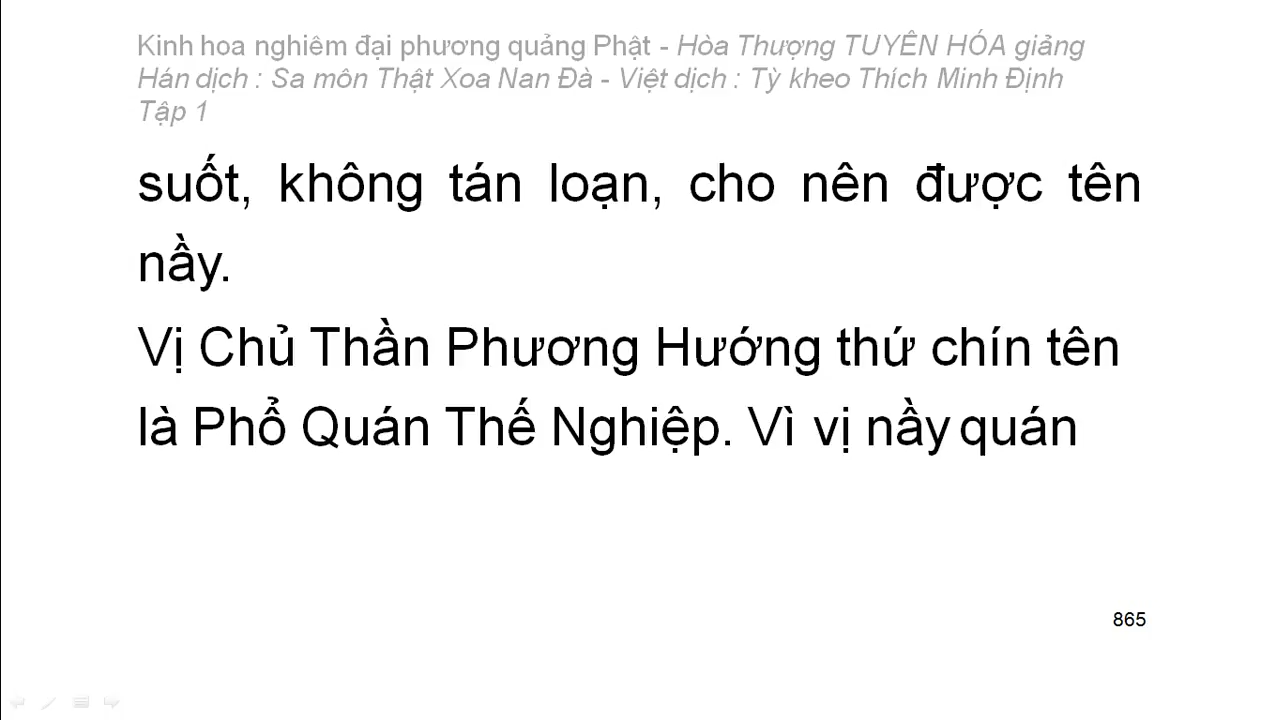 Kinh hoa nghiêm đại phương quảng Phật - Hòa Thượng TUYÊN HÓA giảng
Hán dịch : Sa môn Thật Xoa Nan Đà - Việt dịch : Tỳ kheo Thích Minh Định
Tập 1
suốt, không tán loạn, cho nên được tên
nầy.
Vị Chủ Thần Phương Hướng thứ chín tên
là Phổ Quán Thế Nghiệp. Vì vị nầy quán
865